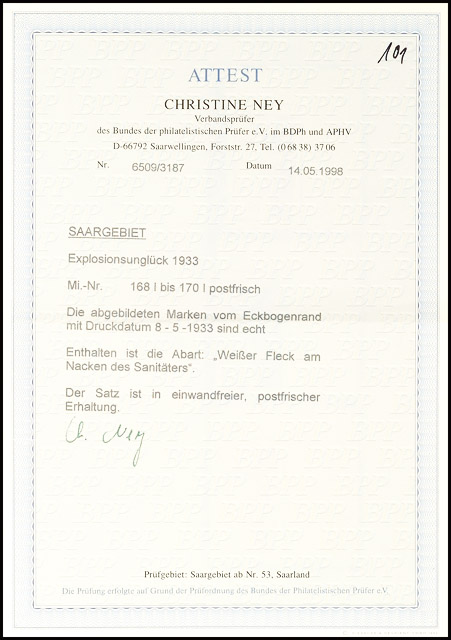 101
ATTEST
CHRISTINE NEY
Verbandsprüfer
des Bundes der philatelistischen Prüfer e.V. im BDPh und APHV
D-66792 Saarwellingen, Forststr. 27, Tel. (0 68 38) 37 06
Nr. 6509/3187 Datum 14.05.1998
SAARGEBIET
Explosionsunglück 1933
Mi.-Nr. 168 I bis 170 I postfrisch
Die abgebildeten Marken vom Eckbogenrand
mit Druckdatum 8 - 5 -1933 sind echt
Enthalten ist die Abart: „Weißer Fleck am
Nacken des Sanitäters".
Der Satz ist in einwandfreier, postfrischer
Erhaltung.
Ch. Ney
Prüfgebiet: Saargebiet ab Nr. 53, Saarland
Die Prüfung erfolgte auf Grund der Prüfordnung des Bundes der Philatelistischen Prüfer e.V.